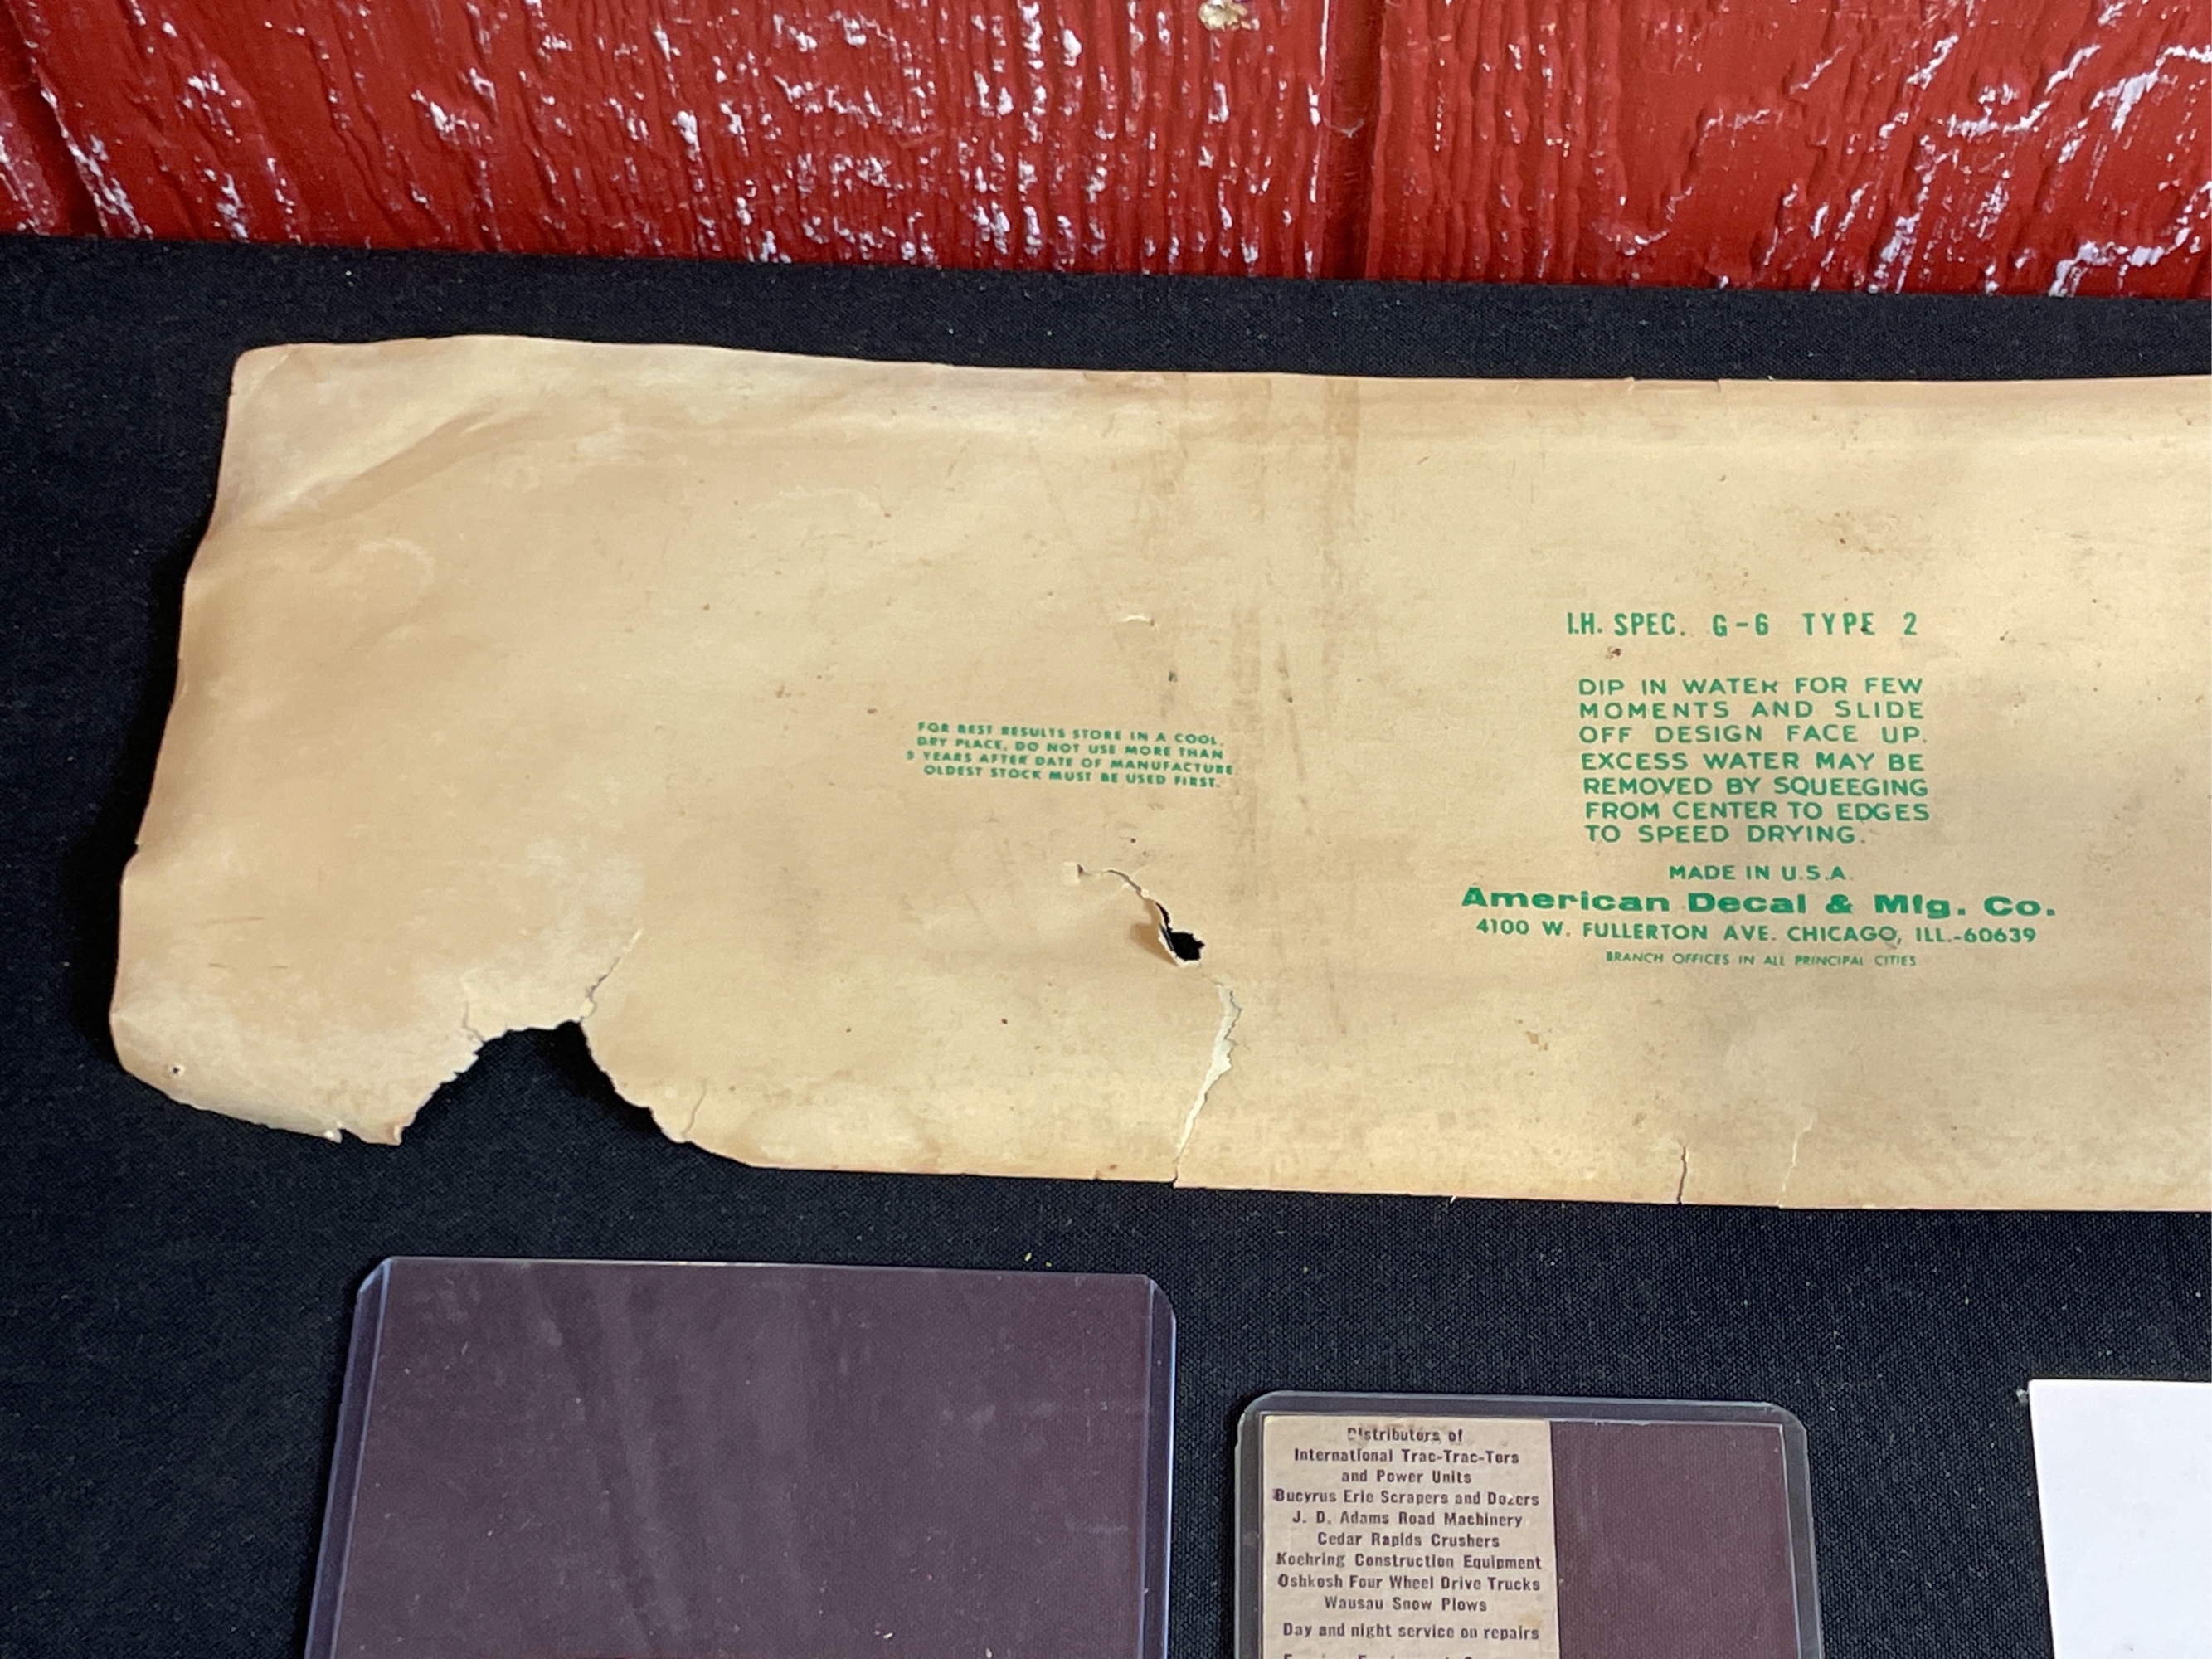 I.H. SPEC. G-6 TYPE 2
DIP IN WATER FOR FEW
MOMENTS AND SLIDE
OFF DESIGN FACE UP.
EXCESS WATER MAY BE
REMOVED BY SQUEEGING
FROM CENTER TO EDGES
TO SPEED DRYING.
MADE IN U.S.A.
American Decal & Mfg. Co.
4100 W. FULLERTON AVE. CHICAGO, ILL.-60639
BRANCH OFFICES IN ALL PRINCIPAL CITIES
FOR BEST RESULTS STORE IN A COOL,
DRY PLACE, DO NOT USE MORE THAN
YEARS AFTER DATE OF MANUFACTURE.
OLDEST STOCK MUST BE USED FIRST.
Distributors of
International Trac-Trac-Tors
and Power Units
Bucyrus Erie Scrapers and Dozers
J. D. Adams Road Machinery
Cedar Rapids Crushers
Koehring Construction Equipment
Oshkosh Four Wheel Drive Trucks
Wausau Snow Plows
Day and night service on repairs